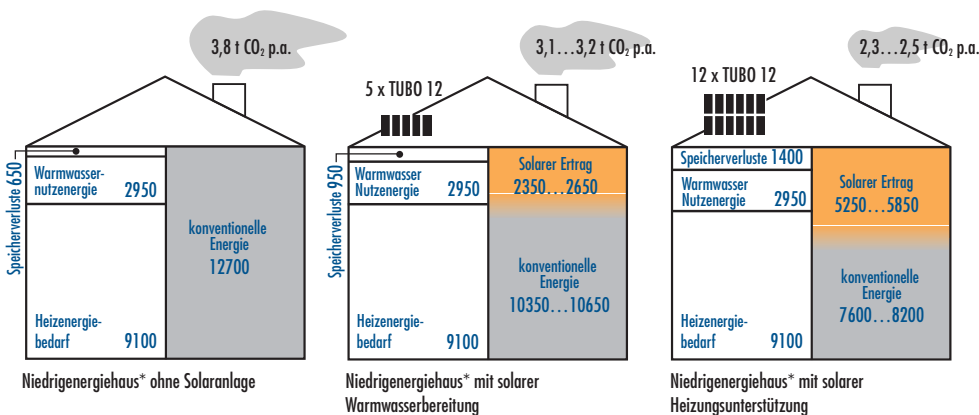 3,8 t CO₂ p.a.
Speicherverluste 650
Warmwasser-
nutzenergie 2950
konventionelle
Energie
12700
Heizenergie-
bedarf 9100
Niedrigenergiehaus* ohne Solaranlage
3,1…3,2 t CO₂ p.a.
5 x TUBO 12
Speicherverluste 950
Warmwasser
Nutzenergie 2950
Solarer Ertrag
2350…2650
konventionelle
Energie
10350…10650
Heizenergie-
bedarf 9100
Niedrigenergiehaus* mit solarer
Warmwasserbereitung
2,3…2,5 t CO₂ p.a.
12 x TUBO 12
Speicherverluste 1400
Warmwasser
Nutzenergie 2950
Solarer Ertrag
5250…5850
konventionelle
Energie
7600…8200
Heizenergie-
bedarf 9100
Niedrigenergiehaus* mit solarer
Heizungsunterstützung